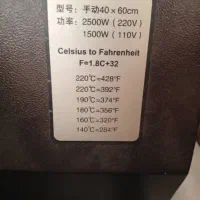 型号：手动40×60cm
功率：2500W（220V）
1500W（110V）
Celsius to Fahrenheit
F=1.8C+32
220℃=428°F
220℃=392°F
190℃=374°F
180℃=356°F
160℃=320°F
140℃=284°F